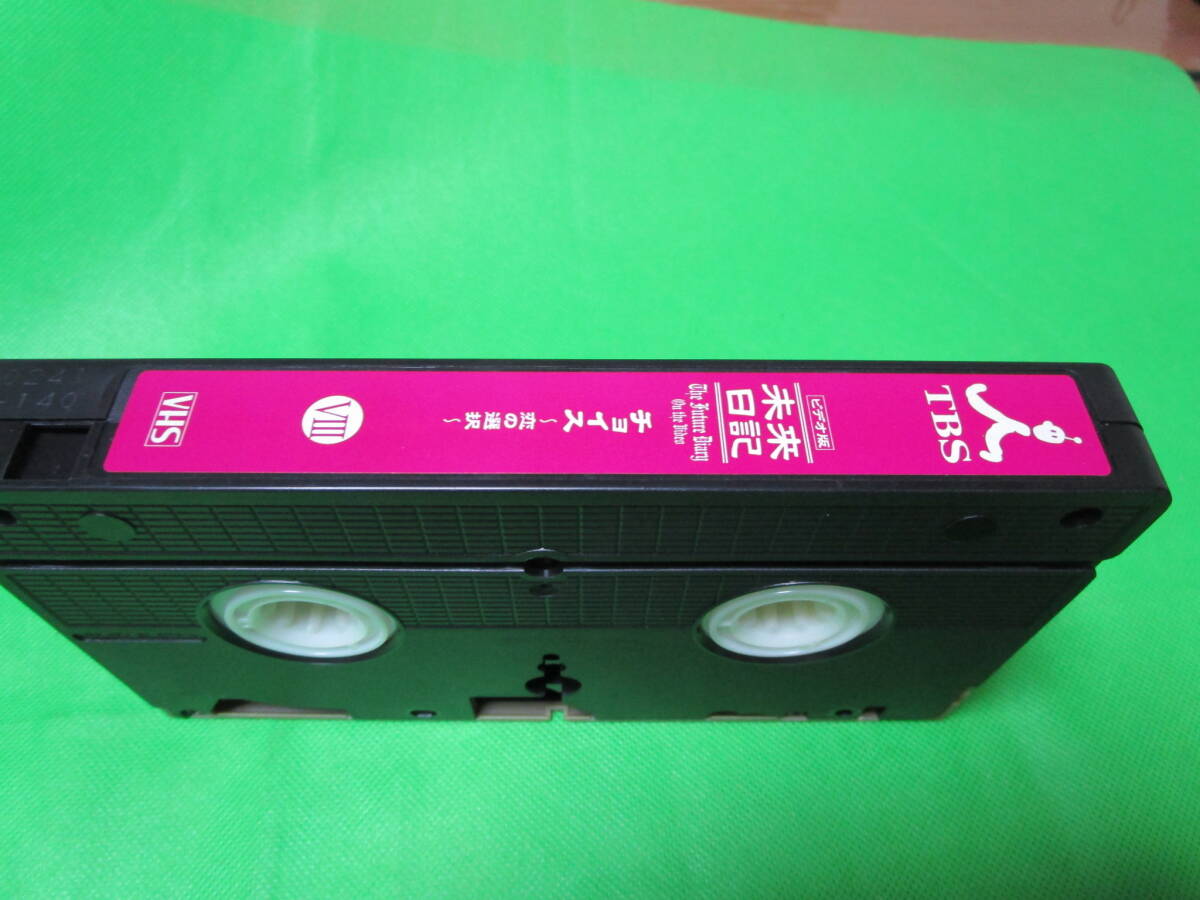 TBS
ビデオ版
未来
日記
The Future Diary
On the Video
チョイス
～恋の選択～
VIII
VHS